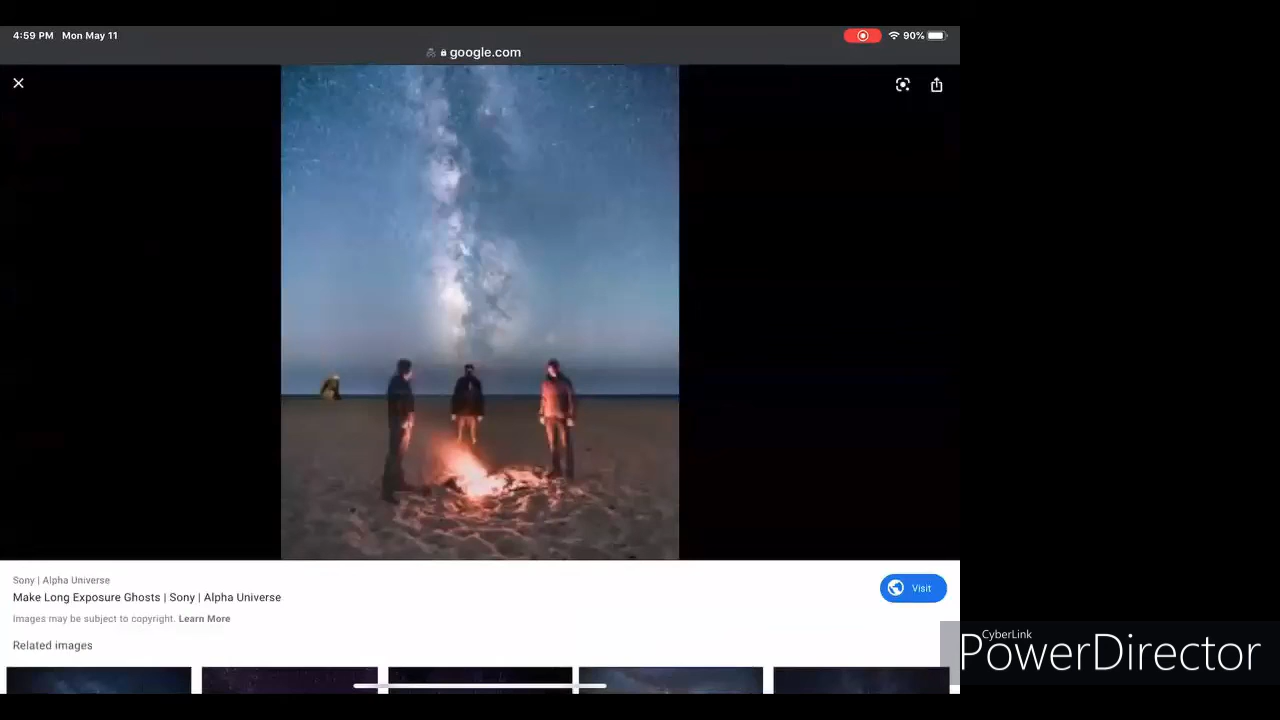 4:59 PM Mon May 11
90%
google.com
Sony | Alpha Universe
Make Long Exposure Ghosts | Sony | Alpha Universe
Visit
Images may be subject to copyright. Learn More
Related images
CyberLink
PowerDirector